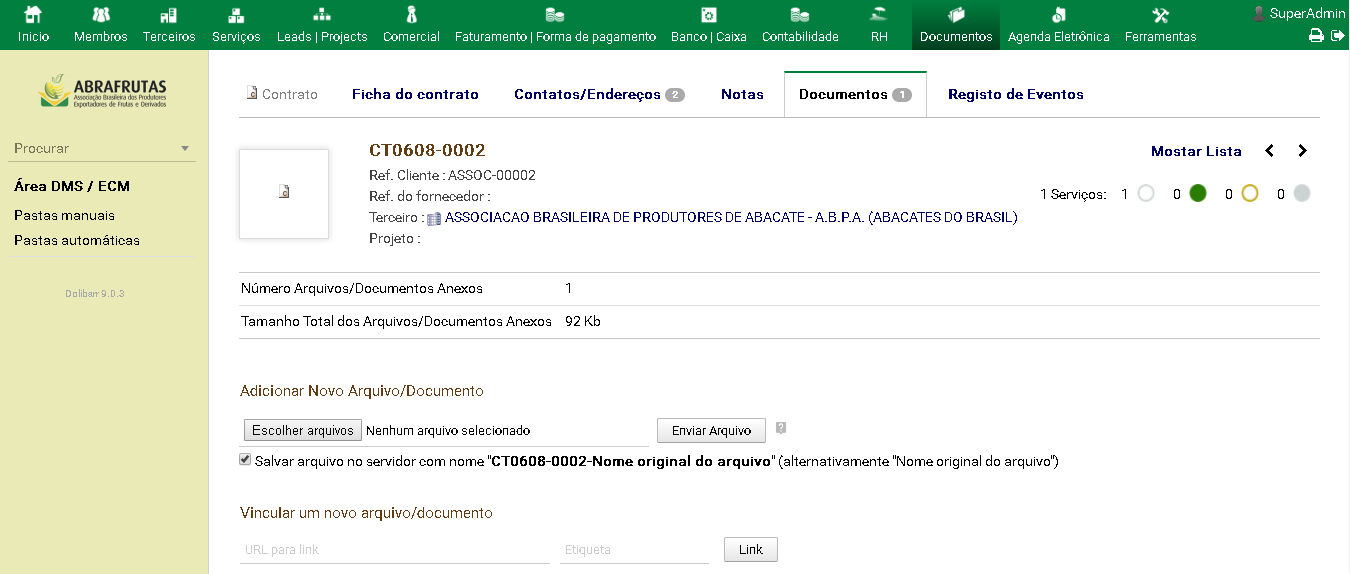 Inicio Membros Terceiros Serviços Leads | Projects Comercial Faturamento | Forma de pagamento Banco | Caixa Contabilidade RH Documentos Agenda Eletrônica Ferramentas SuperAdmin
ABRAFRUTAS
Associação Brasileira dos Produtores
Exportadores de Frutas e Derivados
Procurar
Área DMS / ECM
Pastas manuais
Pastas automáticas
Dolibarr 9.0.3
Contrato Ficha do contrato Contatos/Endereços 2 Notas Documentos 1 Registo de Eventos
CT0608-0002
Mostar Lista
Ref. Cliente : ASSOC-00002
Ref. do fornecedor :
1 Serviços: 1 0 0 0
Terceiro : ASSOCIACAO BRASILEIRA DE PRODUTORES DE ABACATE - A.B.P.A. (ABACATES DO BRASIL)
Projeto :
Número Arquivos/Documentos Anexos 1
Tamanho Total dos Arquivos/Documentos Anexos 92 Kb
Adicionar Novo Arquivo/Documento
Escolher arquivos Nenhum arquivo selecionado Enviar Arquivo ?
Salvar arquivo no servidor com nome "CT0608-0002-Nome original do arquivo" (alternativamente "Nome original do arquivo")
Vincular um novo arquivo/documento
URL para link Etiqueta Link